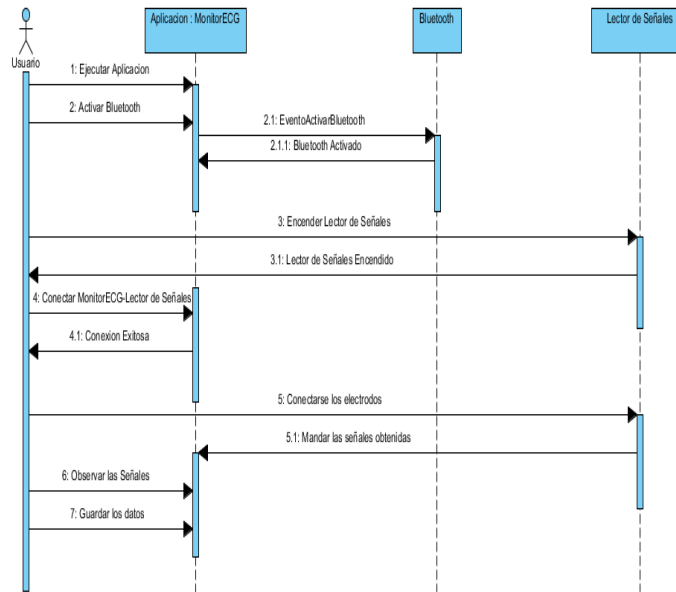 Aplicacion : MonitorECG
Bluetooth
Lector de Señales
Usuario
1: Ejecutar Aplicacion
2: Activar Bluetooth
2.1: EventoActivarBluetooth
2.1.1: Bluetooth Activado
3: Encender Lector de Señales
3.1: Lector de Señales Encendido
4: Conectar MonitorECG-Lector de Señales
4.1: Conexion Exitosa
5: Conectarse los electrodos
5.1: Mandar las señales obtenidas
6: Observar las Señales
7: Guardar los datos